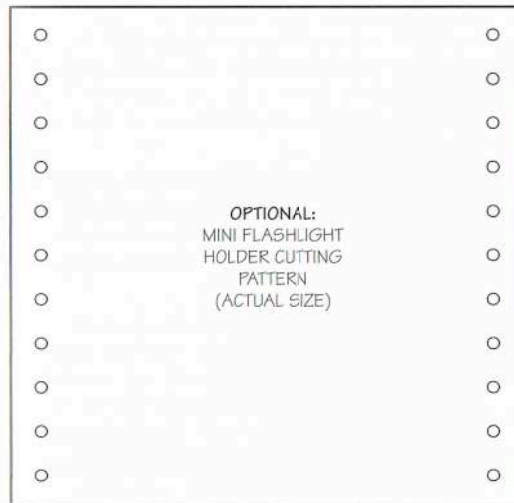 OPTIONAL:
MINI FLASHLIGHT
HOLDER CUTTING
PATTERN
(ACTUAL SIZE)